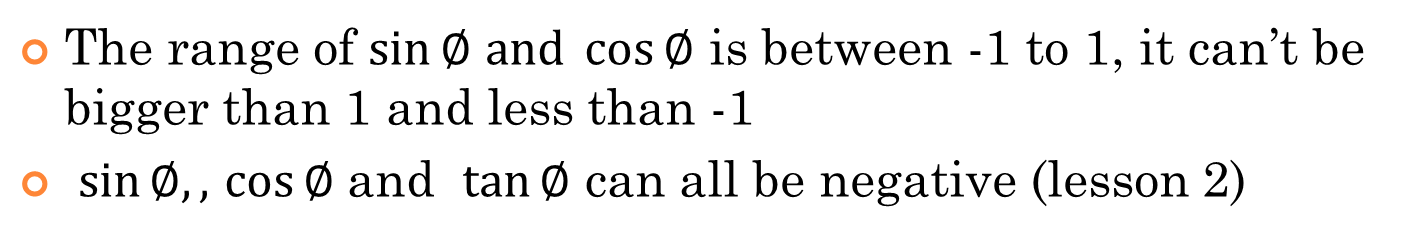 The range of sin ∅ and cos ∅ is between -1 to 1, it can’t be
bigger than 1 and less than -1
sin ∅,, cos ∅ and tan ∅ can all be negative (lesson 2)